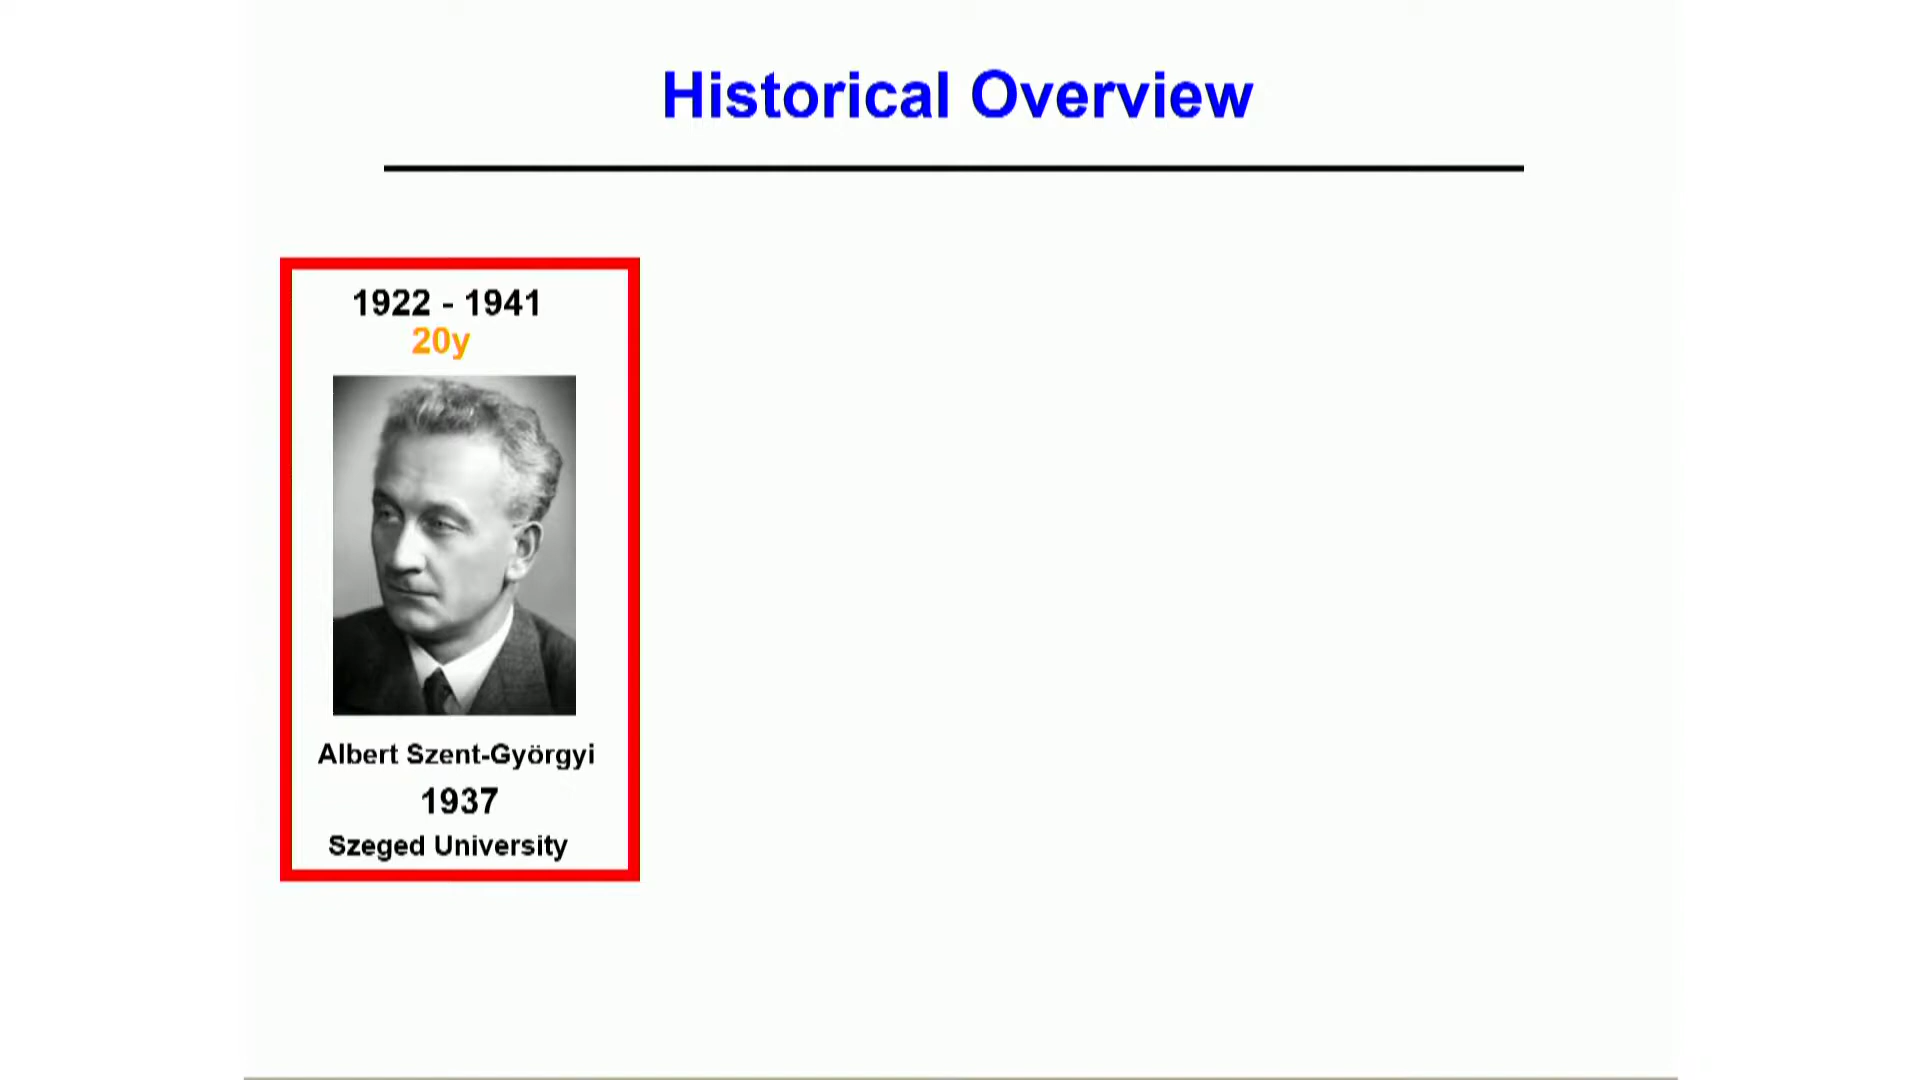 Historical Overview
1922 - 1941
20y
Albert Szent-Györgyi
1937
Szeged University